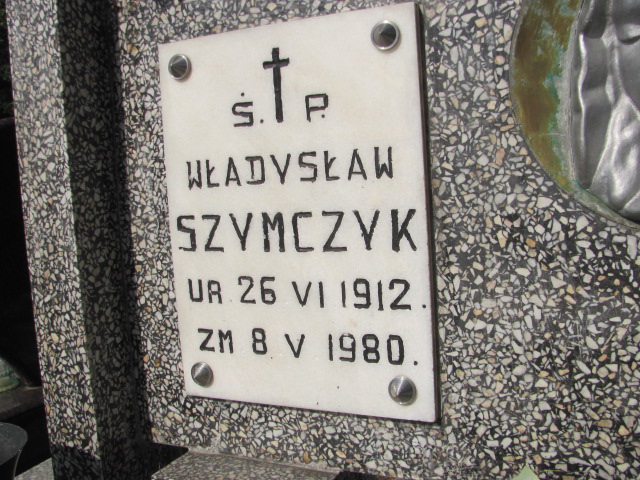 Ś. P.
WŁADYSŁAW
SZYMCZYK
UR 26 VI 1912.
ZM 8 V 1980.